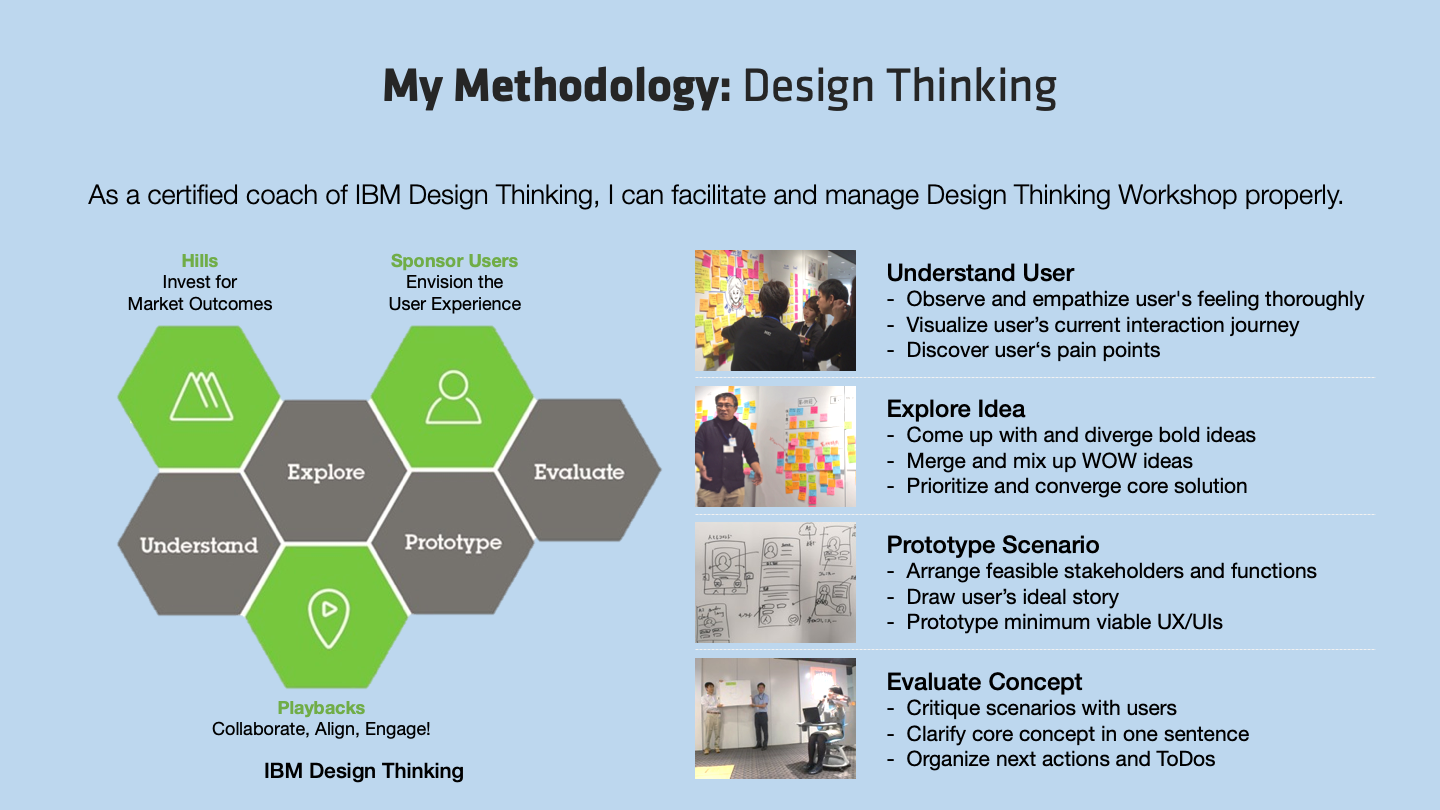 My Methodology: Design Thinking
As a certified coach of IBM Design Thinking, I can facilitate and manage Design Thinking Workshop properly.
Hills
Invest for
Market Outcomes
Sponsor Users
Envision the
User Experience
Explore
Evaluate
Understand
Prototype
Playbacks
Collaborate, Align, Engage!
IBM Design Thinking
Understand User
- Observe and empathize user's feeling thoroughly
- Visualize user’s current interaction journey
- Discover user‘s pain points
Explore Idea
- Come up with and diverge bold ideas
- Merge and mix up WOW ideas
- Prioritize and converge core solution
Prototype Scenario
- Arrange feasible stakeholders and functions
- Draw user’s ideal story
- Prototype minimum viable UX/UIs
Evaluate Concept
- Critique scenarios with users
- Clarify core concept in one sentence
- Organize next actions and ToDos